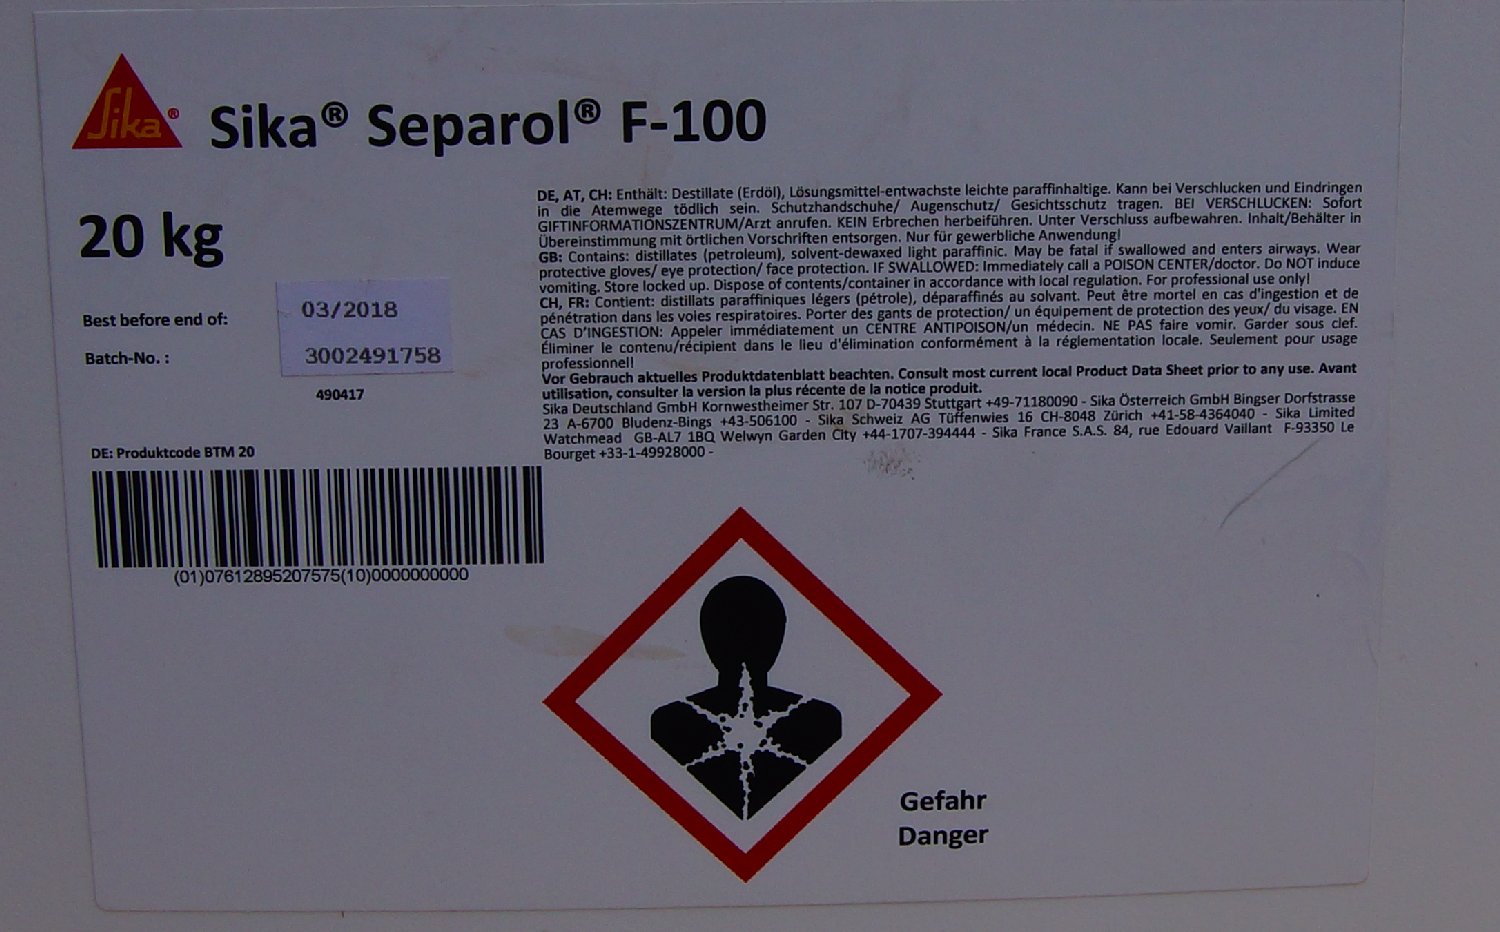 Sika®
Sika® Separol® F-100
20 kg
Best before end of:
03/2018
Batch-No. :
3002491758
490417
DE: Produktcode BTM 20
(01)07612895207575(10)0000000000
DE, AT, CH: Enthält: Destillate (Erdöl), Lösungsmittel-entwachste leichte paraffinhaltige. Kann bei Verschlucken und Eindringen
in die Atemwege tödlich sein. Schutzhandschuhe/ Augenschutz/ Gesichtsschutz tragen. BEI VERSCHLUCKEN: Sofort
GIFTINFORMATIONSZENTRUM/Arzt anrufen. KEIN Erbrechen herbeiführen. Unter Verschluss aufbewahren. Inhalt/Behälter in
Übereinstimmung mit örtlichen Vorschriften entsorgen. Nur für gewerbliche Anwendung!
GB: Contains: distillates (petroleum), solvent-dewaxed light paraffinic. May be fatal if swallowed and enters airways. Wear
protective gloves/ eye protection/ face protection. IF SWALLOWED: Immediately call a POISON CENTER/doctor. Do NOT induce
vomiting. Store locked up. Dispose of contents/container in accordance with local regulation. For professional use only!
CH, FR: Contient: distillats paraffiniques légers (pétrole), déparaffinés au solvant. Peut être mortel en cas d'ingestion et de
pénétration dans les voies respiratoires. Porter des gants de protection/ un équipement de protection des yeux/ du visage. EN
CAS D'INGESTION: Appeler immédiatement un CENTRE ANTIPOISON/un médecin. NE PAS faire vomir. Garder sous clef.
Éliminer le contenu/récipient dans le lieu d'élimination conformément à la réglementation locale. Seulement pour usage
professionnel!
Vor Gebrauch aktuelles Produktdatenblatt beachten. Consult most current local Product Data Sheet prior to any use. Avant
utilisation, consulter la version la plus récente de la notice produit.
Sika Deutschland GmbH Kornwestheimer Str. 107 D-70439 Stuttgart +49-71180090 - Sika Österreich GmbH Bingser Dorfstrasse
23 A-6700 Bludenz-Bings +43-506100 - Sika Schweiz AG Tüffenwies 16 CH-8048 Zürich +41-58-4364040 - Sika Limited
Watchmead GB-AL7 1BQ Welwyn Garden City +44-1707-394444 - Sika France S.A.S. 84, rue Edouard Vaillant F-93350 Le
Bourget +33-1-49928000 -
Gefahr
Danger